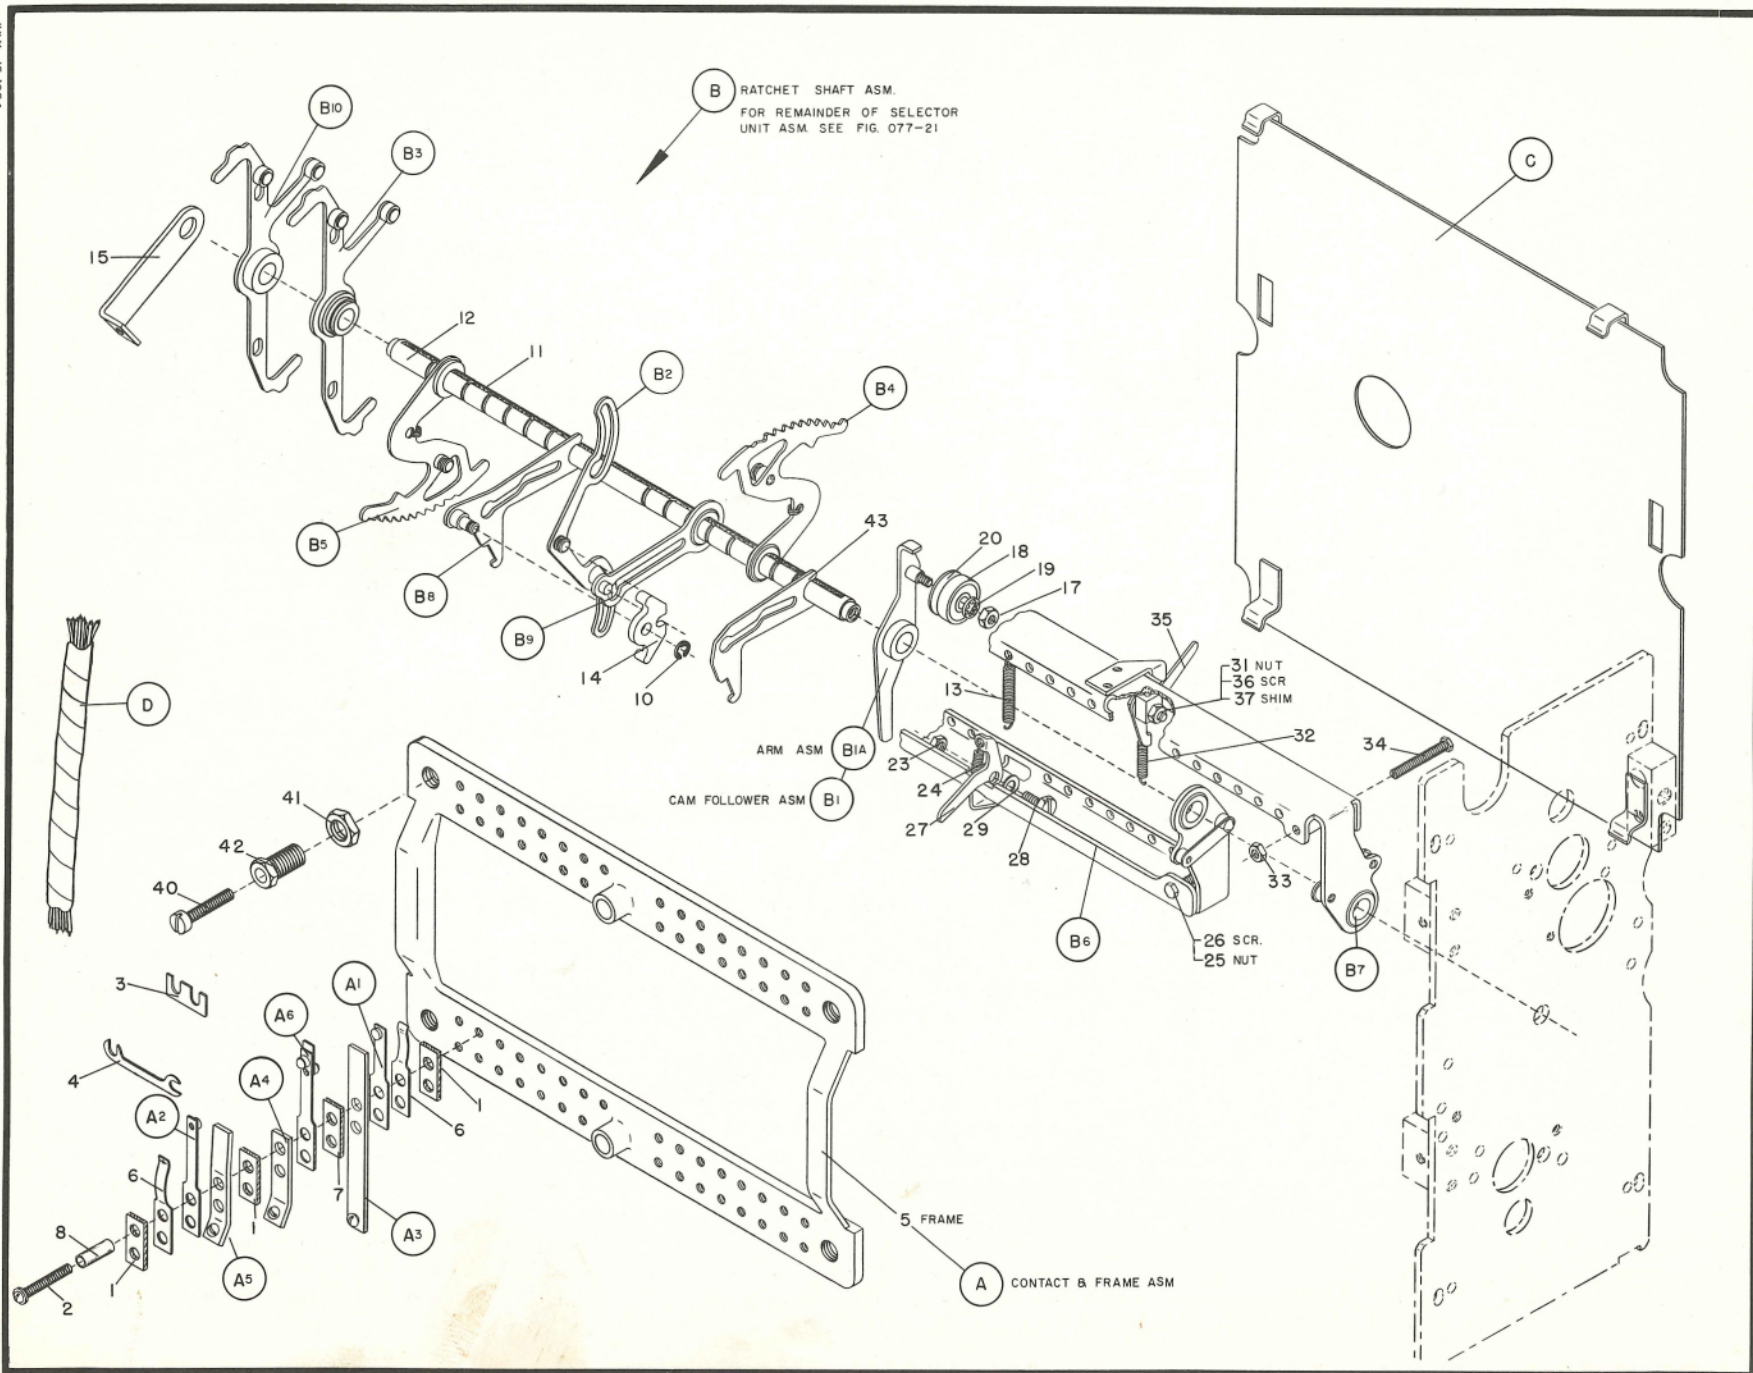 B RATCHET SHAFT ASM.
FOR REMAINDER OF SELECTOR
UNIT ASM. SEE FIG. 077-21
B10
B3
C
15
12
11
B2
B4
B5
B8
B9
14
10
43
20
18
19
17
35
31 NUT
36 SCR
37 SHIM
13
32
34
D
ARM ASM B1A
CAM FOLLOWER ASM B1
23
24
27
29
28
33
41
42
40
B6
26 SCR.
25 NUT
B7
3
A1
A6
4
A4
A2
1
6
6
7
1
8
A3
5 FRAME
1
A5
2
A CONTACT & FRAME ASM